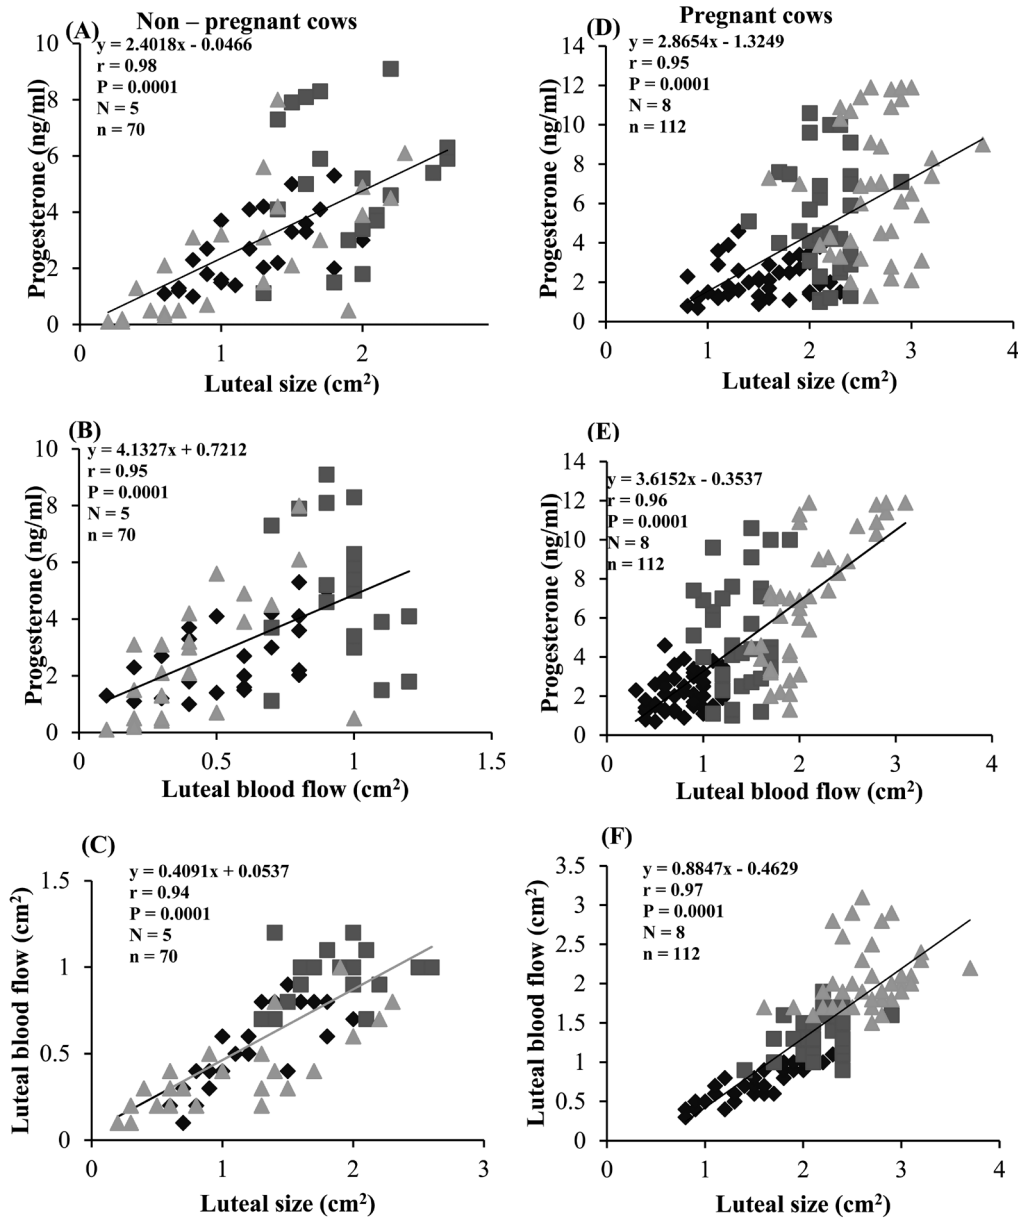 Non – pregnant cows
Pregnant cows
(A)
y = 2.4018x - 0.0466
r = 0.98
P = 0.0001
N = 5
n = 70
Progesterone (ng/ml)
10
8
6
4
2
0
0
1
2
Luteal size (cm²)
(D)
y = 2.8654x - 1.3249
r = 0.95
P = 0.0001
N = 8
n = 112
Progesterone (ng/ml)
14
12
10
8
6
4
2
0
0
1
2
3
4
Luteal size (cm²)
(B)
y = 4.1327x + 0.7212
r = 0.95
P = 0.0001
N = 5
n = 70
Progesterone (ng/ml)
10
8
6
4
2
0
0
0.5
1
1.5
Luteal blood flow (cm²)
(E)
y = 3.6152x - 0.3537
r = 0.96
P = 0.0001
N = 8
n = 112
Progesterone (ng/ml)
14
12
10
8
6
4
2
0
0
1
2
3
4
Luteal blood flow (cm²)
(C)
y = 0.4091x + 0.0537
r = 0.94
P = 0.0001
N = 5
n = 70
Luteal blood flow (cm²)
1.5
1
0.5
0
0
1
2
3
Luteal size (cm²)
(F)
y = 0.8847x - 0.4629
r = 0.97
P = 0.0001
N = 8
n = 112
Luteal blood flow (cm²)
3.5
3
2.5
2
1.5
1
0.5
0
0
1
2
3
4
Luteal size (cm²)